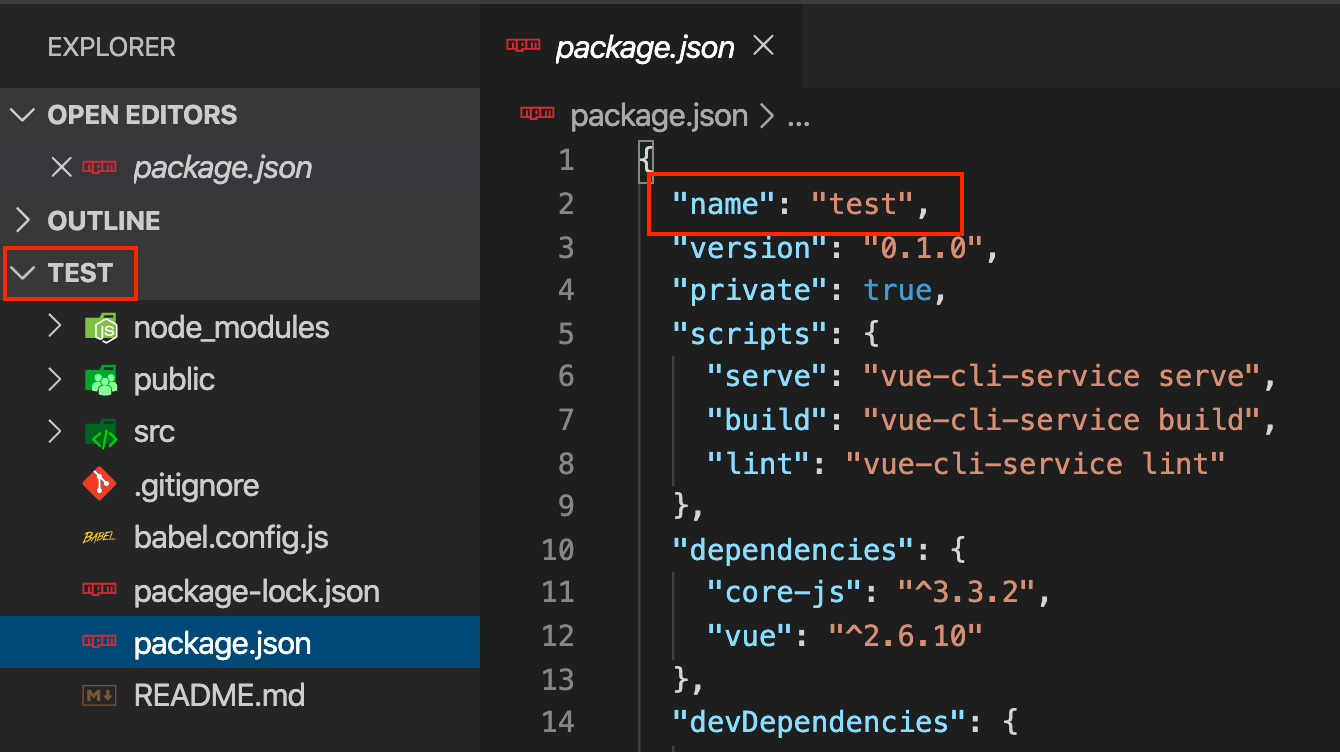 EXPLORER
OPEN EDITORS
package.json
OUTLINE
TEST
node_modules
public
src
.gitignore
BABEL babel.config.js
package-lock.json
package.json
README.md
package.json
package.json > ...
1 {
2 "name": "test",
3 "version": "0.1.0",
4 "private": true,
5 "scripts": {
6 "serve": "vue-cli-service serve",
7 "build": "vue-cli-service build",
8 "lint": "vue-cli-service lint"
9 },
10 "dependencies": {
11 "core-js": "^3.3.2",
12 "vue": "^2.6.10"
13 },
14 "devDependencies": {